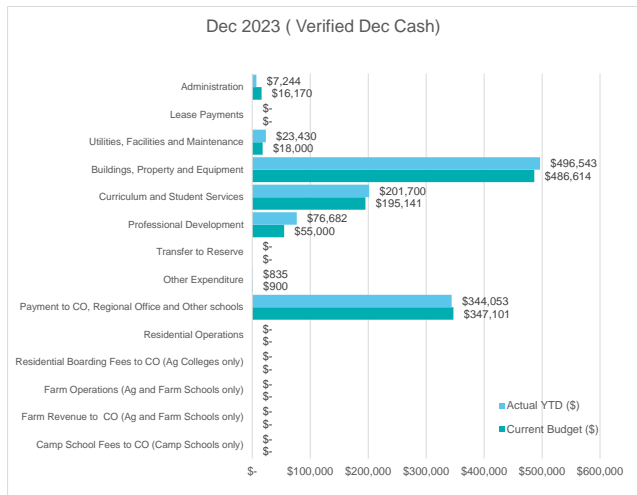 Dec 2023 ( Verified Dec Cash)
Administration
$7,244
$16,170
Lease Payments
$-
$-
Utilities, Facilities and Maintenance
$23,430
$18,000
Buildings, Property and Equipment
$496,543
$486,614
Curriculum and Student Services
$201,700
$195,141
Professional Development
$76,682
$55,000
Transfer to Reserve
$-
$-
Other Expenditure
$835
$900
Payment to CO, Regional Office and Other schools
$344,053
$347,101
Residential Operations
$-
$-
Residential Boarding Fees to CO (Ag Colleges only)
$-
$-
Farm Operations (Ag and Farm Schools only)
$-
$-
Farm Revenue to  CO (Ag and Farm Schools only)
$-
$-
Camp School Fees to CO (Camp Schools only)
$-
$-
Actual YTD ($)
Current Budget ($)
$- $100,000 $200,000 $300,000 $400,000 $500,000 $600,000